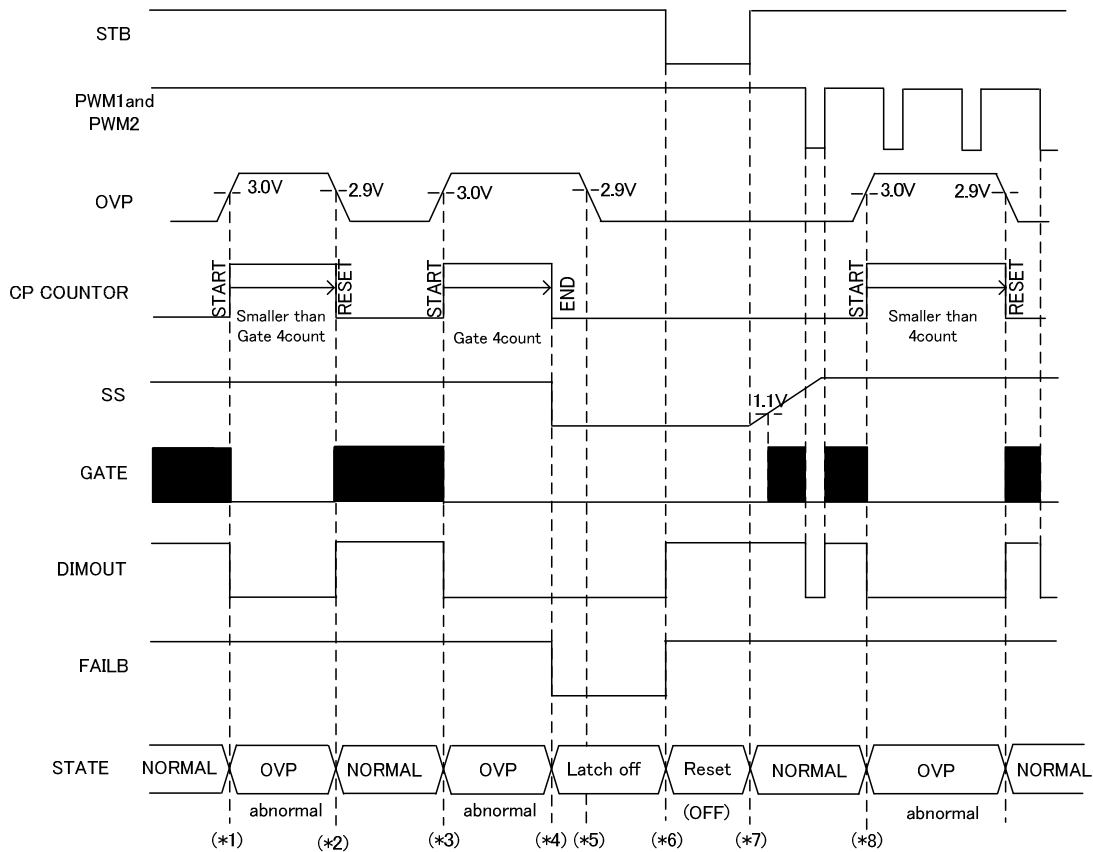 STB
PWM1and
PWM2
OVP
3.0V
2.9V
3.0V
2.9V
3.0V
2.9V
CP COUNTOR
START
RESET
START
END
START
RESET
Smaller than
Gate 4count
Gate 4count
Smaller than
4count
SS
1.1V
GATE
DIMOUT
FAILB
STATE
NORMAL
OVP
NORMAL
OVP
Latch off
Reset
NORMAL
OVP
NORMAL
abnormal
abnormal
(OFF)
abnormal
(*1)
(*2)
(*3)
(*4)
(*5)
(*6)
(*7)
(*8)